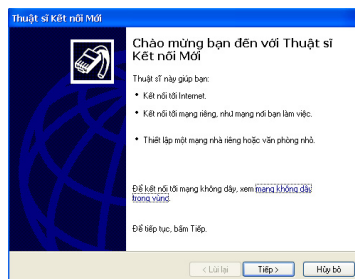 Thuật sĩ Kết nối Mới
Chào mừng bạn đến với Thuật sĩ
Kết nối Mới
Thuật sĩ này giúp bạn:
• Kết nối tới Internet.
• Kết nối tới mạng riêng, như mạng nơi bạn làm việc.
• Thiết lập một mạng nhà riêng hoặc văn phòng nhỏ.
Để kết nối tới mạng không dây, xem mạng không dây
trong vùng.
Để tiếp tục, bấm Tiếp.
< Lùi lại
Tiếp >
Hủy bỏ